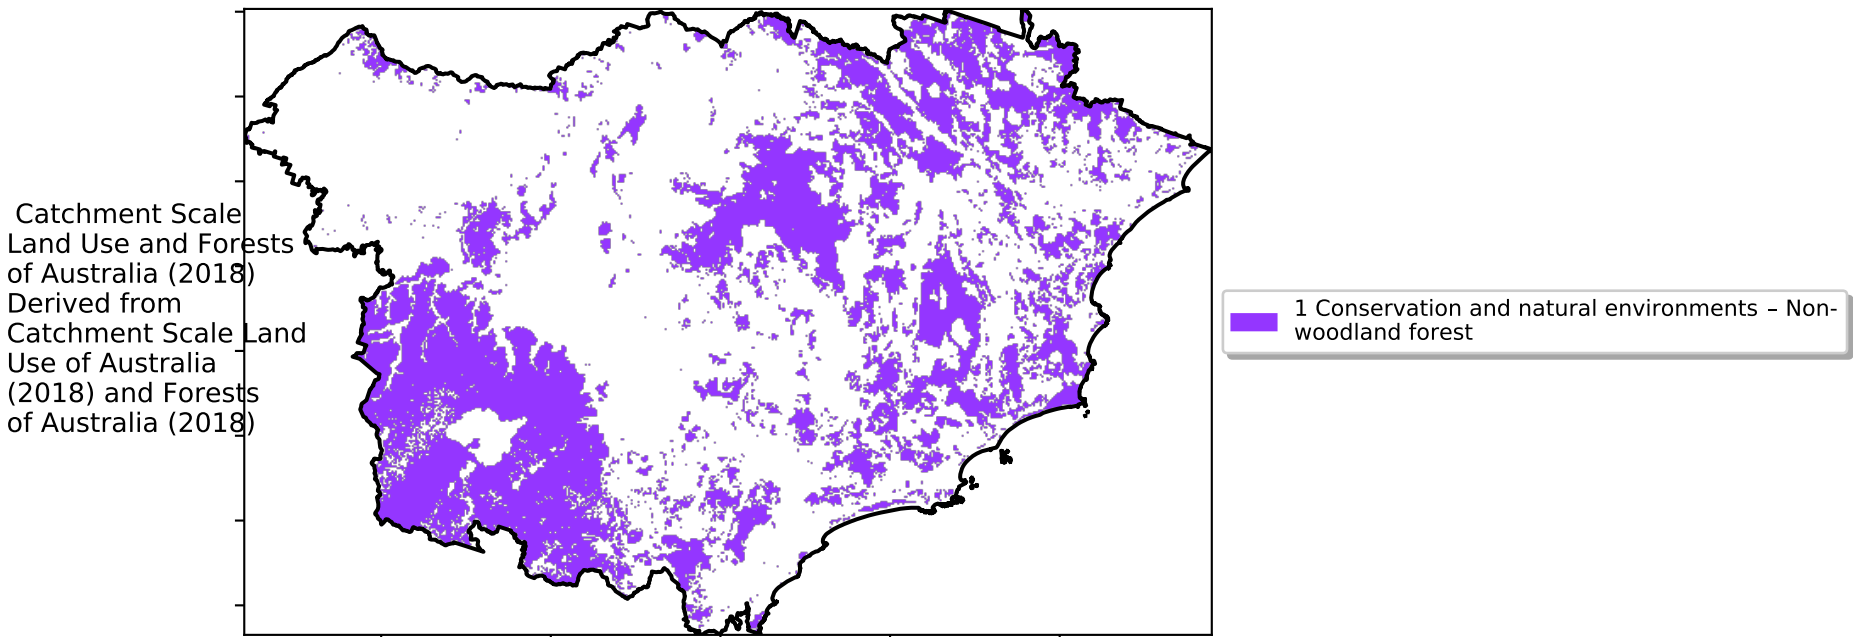 Catchment Scale
Land Use and Forests
of Australia (2018)
Derived from
Catchment Scale Land
Use of Australia
(2018) and Forests
of Australia (2018)
1 Conservation and natural environments – Non-
woodland forest